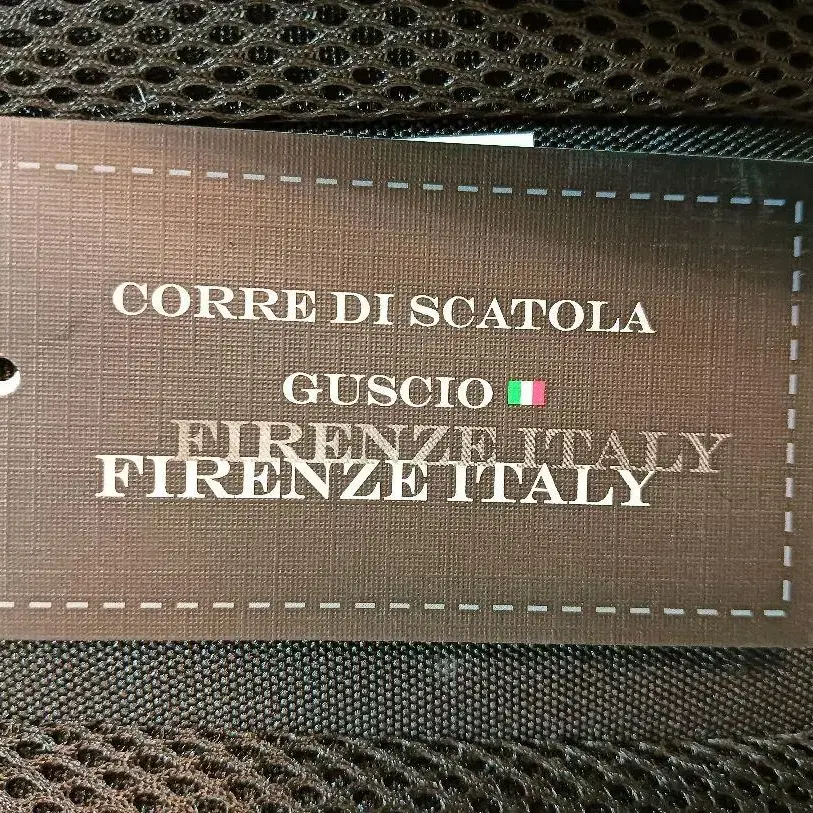 CORRE DI SCATOLA
GUSCIO
FIRENZE ITALY
FIRENZE ITALY